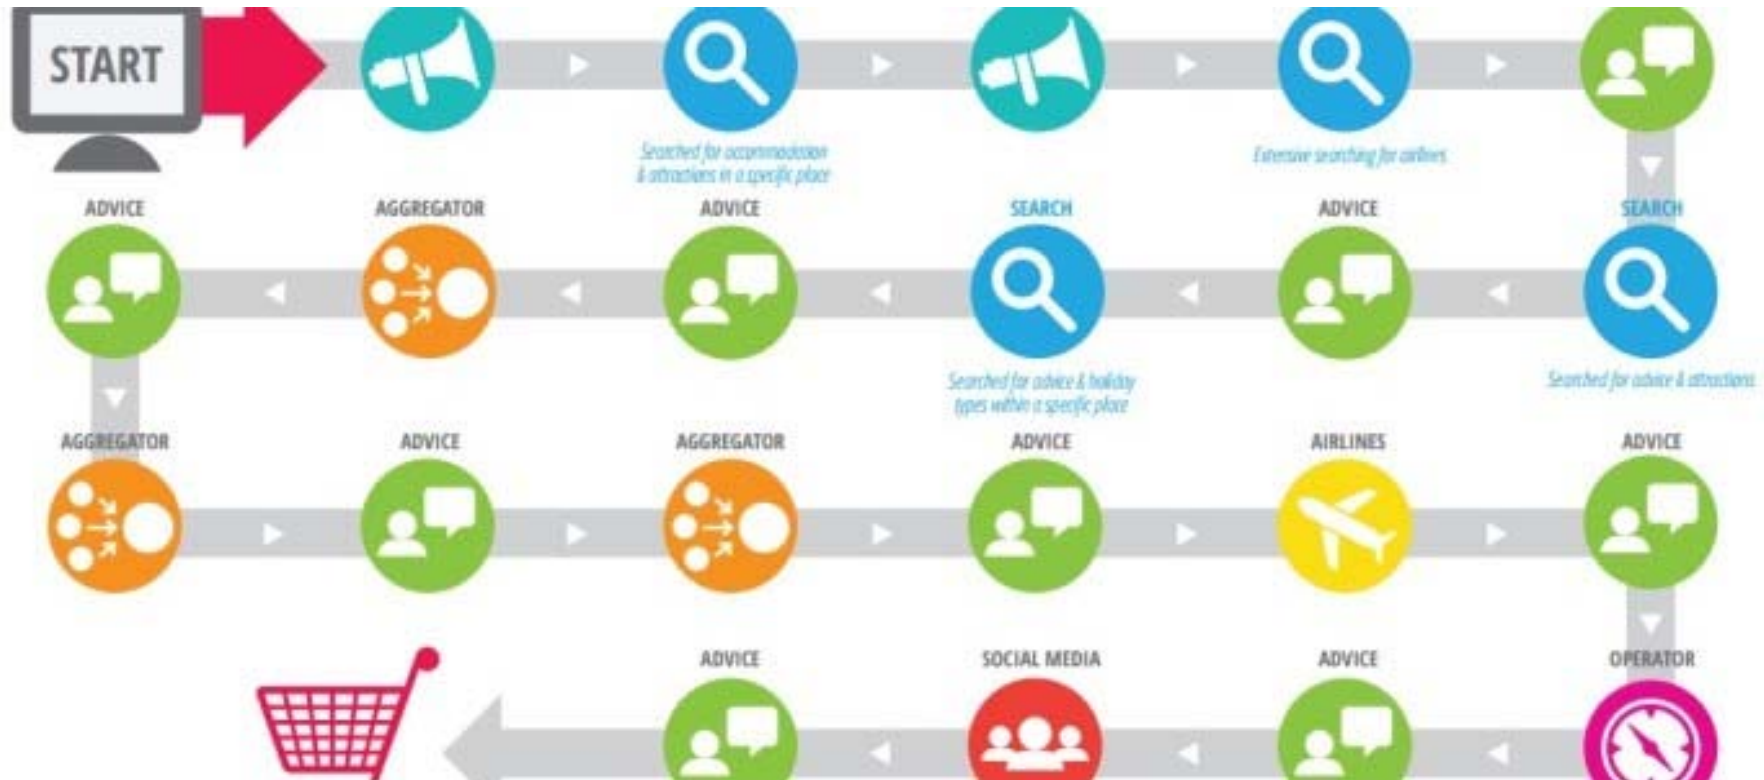 START
Searched for accommodation
& attractions in a specific place
Extensive searching for airlines
ADVICE
AGGREGATOR
ADVICE
SEARCH
ADVICE
SEARCH
Searched for advice & holiday
types within a specific place
Searched for advice & attractions
AGGREGATOR
ADVICE
AGGREGATOR
ADVICE
AIRLINES
ADVICE
ADVICE
SOCIAL MEDIA
ADVICE
OPERATOR